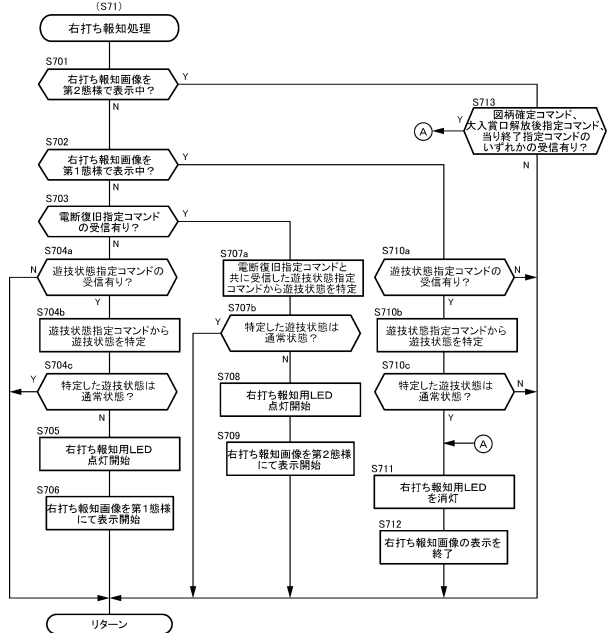 (S71)
右打ち報知処理
S701
右打ち報知画像を
第2態様で表示中?
Y
N
S713
図柄確定コマンド、
大入賞口解放後指定コマンド、
当り終了指定コマンドの
いずれかの受信有り?
Y
A
N
S702
右打ち報知画像を
第1態様で表示中?
Y
N
S703
電断復旧指定コマンド
の受信有り?
Y
N
S704a
遊技状態指定コマンドの
受信有り?
N
Y
S704b
遊技状態指定コマンドから
遊技状態を特定
S704c
特定した遊技状態は
通常状態?
Y
N
S705
右打ち報知用LED
点灯開始
S706
右打ち報知画像を第1態様
にて表示開始
S707a
電断復旧指定コマンドと
共に受信した遊技状態指定
コマンドから遊技状態を特定
S707b
特定した遊技状態は
通常状態?
Y
N
S708
右打ち報知用LED
点灯開始
S709
右打ち報知画像を第2態様
にて表示開始
S710a
遊技状態指定コマンドの
受信有り?
N
Y
S710b
遊技状態指定コマンドから
遊技状態を特定
S710c
特定した遊技状態は
通常状態?
N
Y
A
S711
右打ち報知用LED
を消灯
S712
右打ち報知画像の表示を
終了
リターン